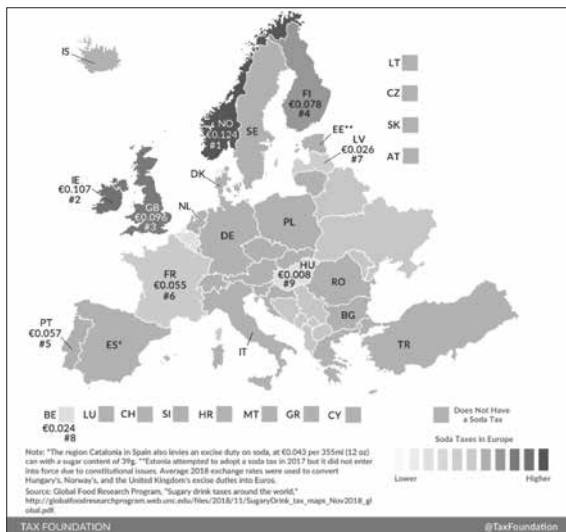 IS
LT
CZ
SK
AT
FI
€0.078
#4
NO
€0.124
#1
SE
EE**
LV
€0.026
#7
IE
€0.107
#2
GB
€0.096
#3
DK
NL
DE
PL
FR
€0.055
#6
HU
€0.008
#9
RO
BG
PT
€0.057
#5
ES*
IT
TR
BE
€0.024
#8
LU
CH
SI
HR
MT
GR
CY
Does Not Have
a Soda Tax
Soda Taxes in Europe
Lower
Higher
Note: *The region Catalonia in Spain also levies an excise duty on soda, at €0.043 per 355ml (12 oz)
can with a sugar content of 39g. **Estonia attempted to adopt a soda tax in 2017 but it did not enter
into force due to constitutional issues. Average 2018 exchange rates were used to convert
Hungary's, Norway's, and the United Kingdom's excise duties into Euros.
Source: Global Food Research Program, "Sugary drink taxes around the world,"
http://globalfoodresearchprogram.web.unc.edu/files/2018/11/SugaryDrink_tax_maps_Nov2018_gl
obal.pdf.
TAX FOUNDATION
@TaxFoundation